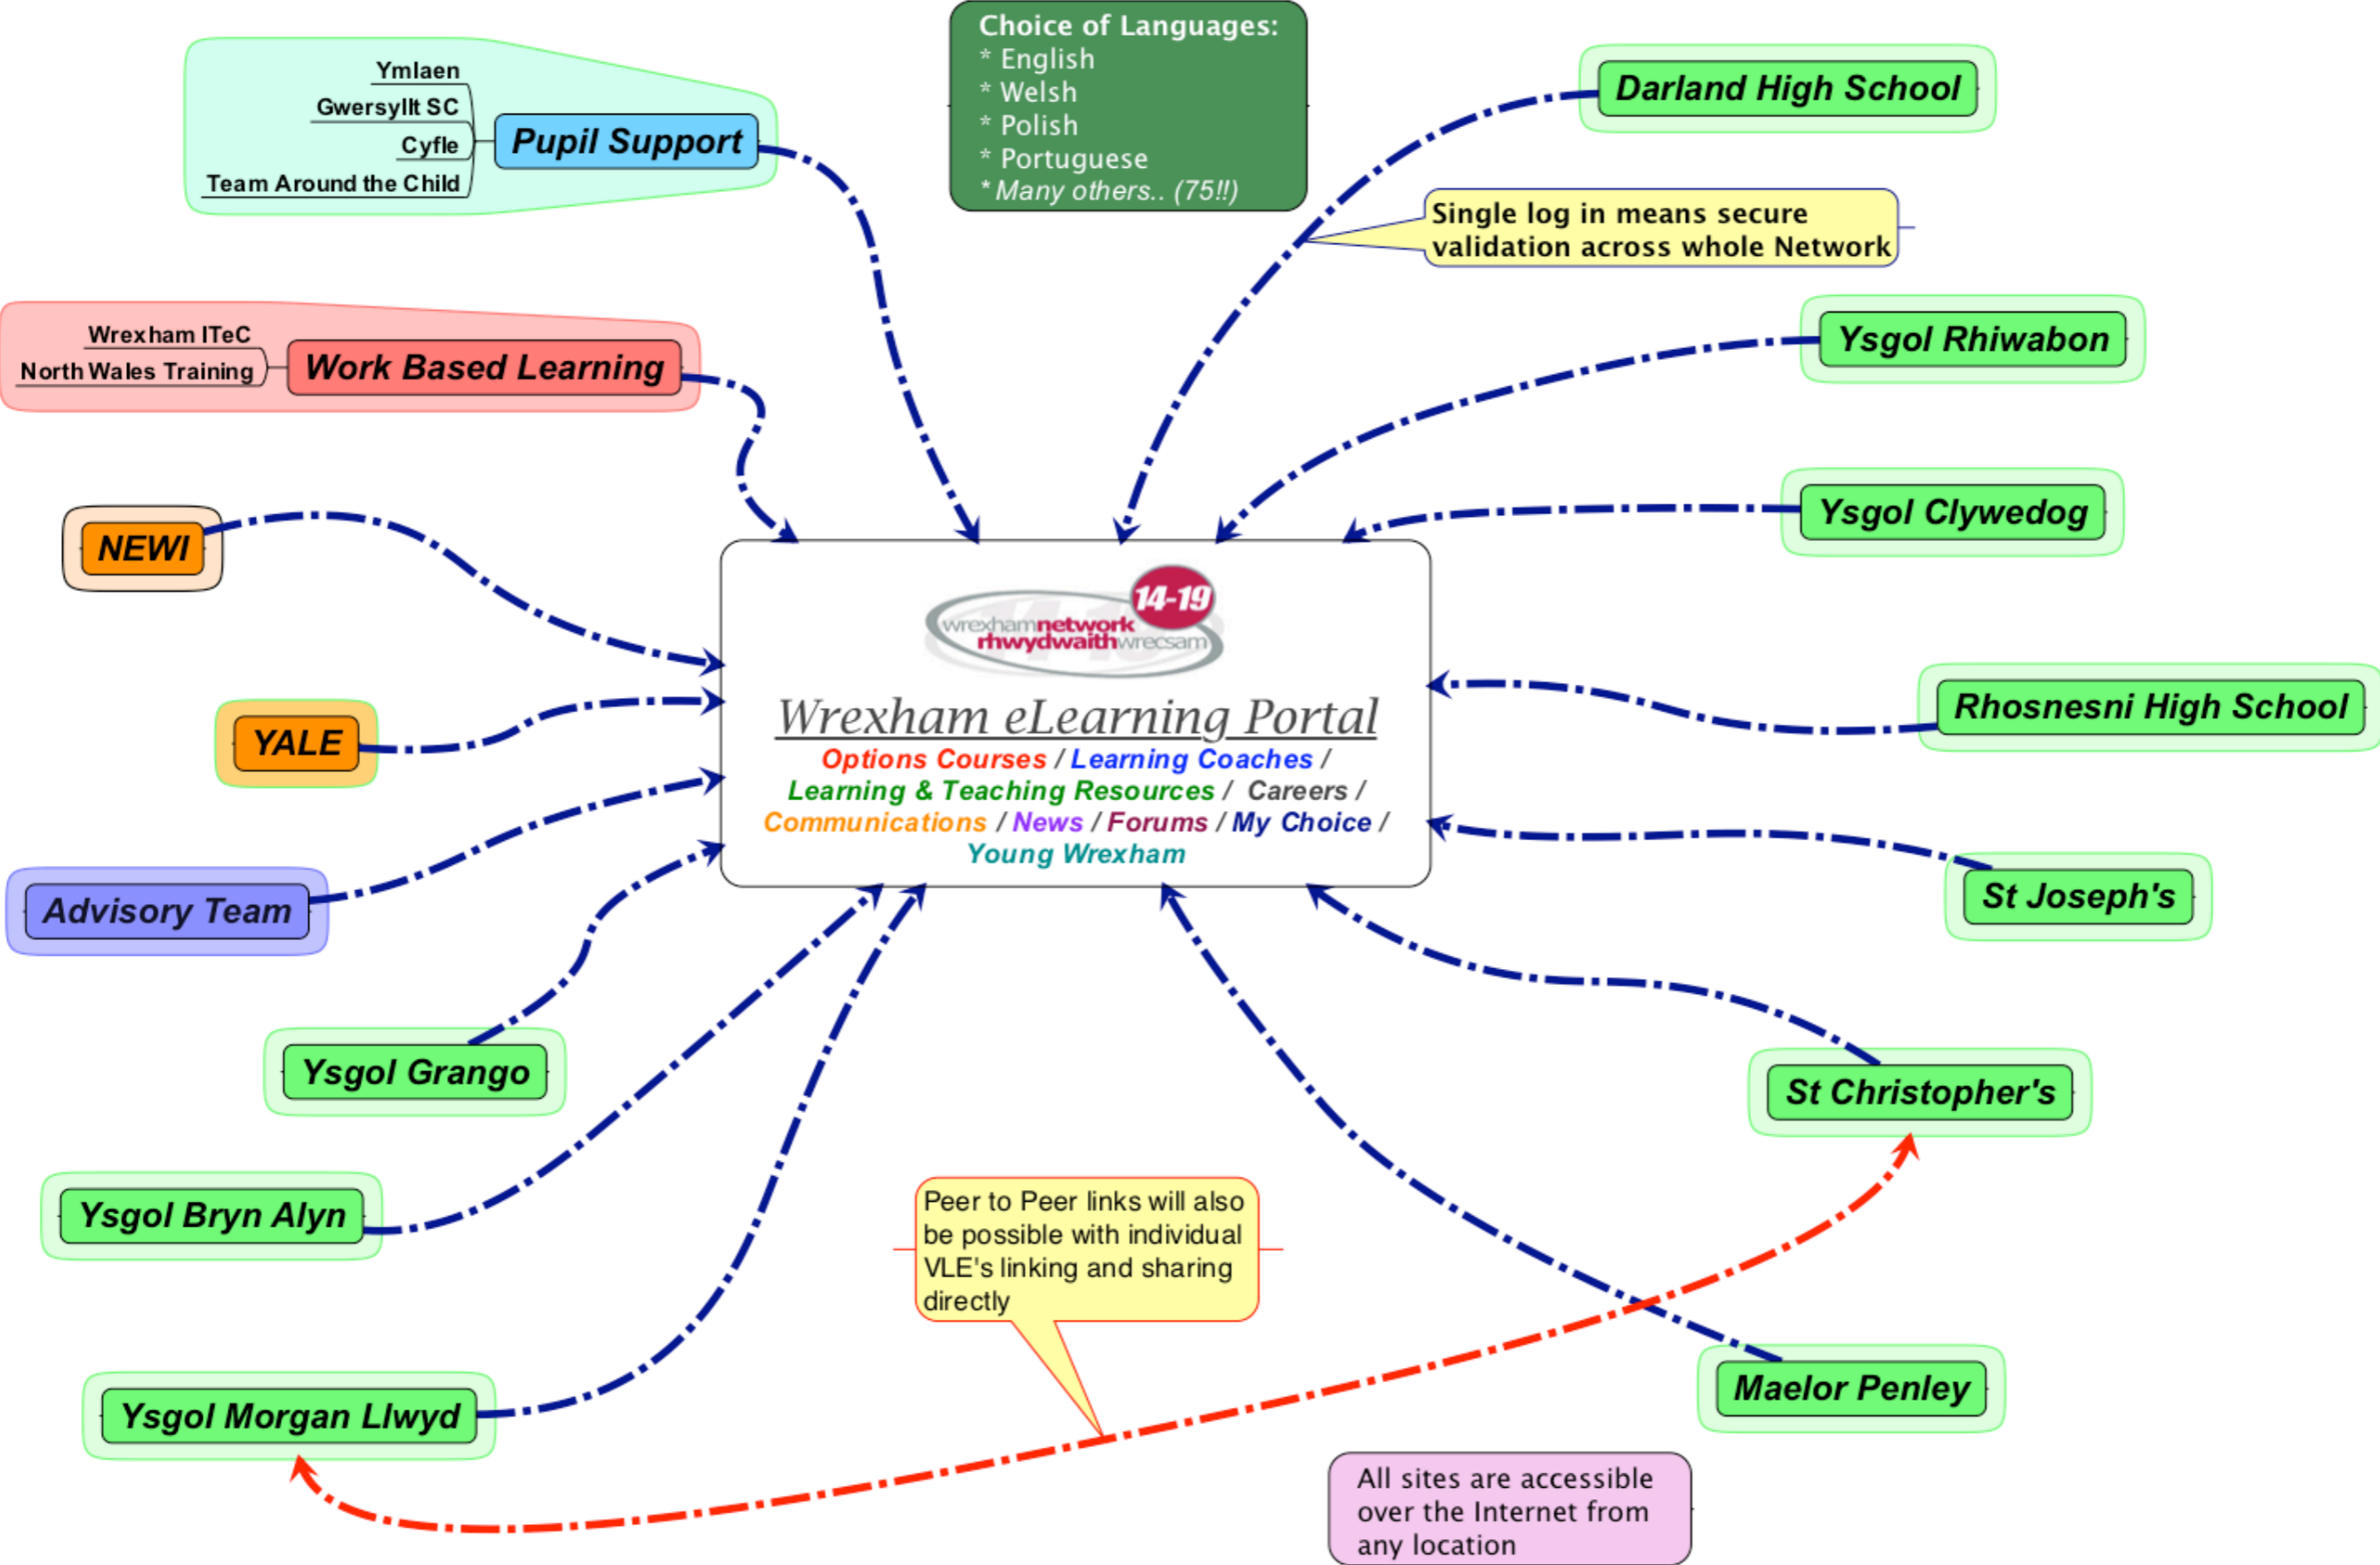 Choice of Languages:
* English
* Welsh
* Polish
* Portuguese
* Many others.. (75!!)
Ymlaen
Gwersyllt SC
Cyfle
Team Around the Child
Pupil Support
Darland High School
Single log in means secure
validation across whole Network
Wrexham ITeC
North Wales Training
Work Based Learning
Ysgol Rhiwabon
NEWI
Ysgol Clywedog
14-19
wrexhamnetwork
rhwydwaithwrecsam
Wrexham eLearning Portal
Options Courses / Learning Coaches /
Learning & Teaching Resources / Careers /
Communications / News / Forums / My Choice /
Young Wrexham
YALE
Rhosnesni High School
Advisory Team
St Joseph's
Ysgol Grango
St Christopher's
Ysgol Bryn Alyn
Peer to Peer links will also
be possible with individual
VLE's linking and sharing
directly
Ysgol Morgan Llwyd
Maelor Penley
All sites are accessible
over the Internet from
any location